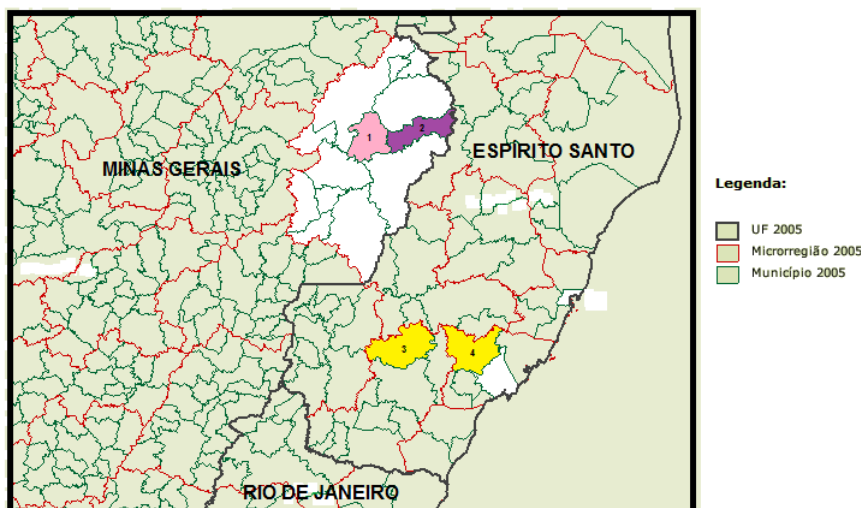 MINAS GERAIS
ESPÍRITO SANTO
1
2
3
4
RIO DE JANEIRO
Legenda:
UF 2005
Microrregião 2005
Município 2005